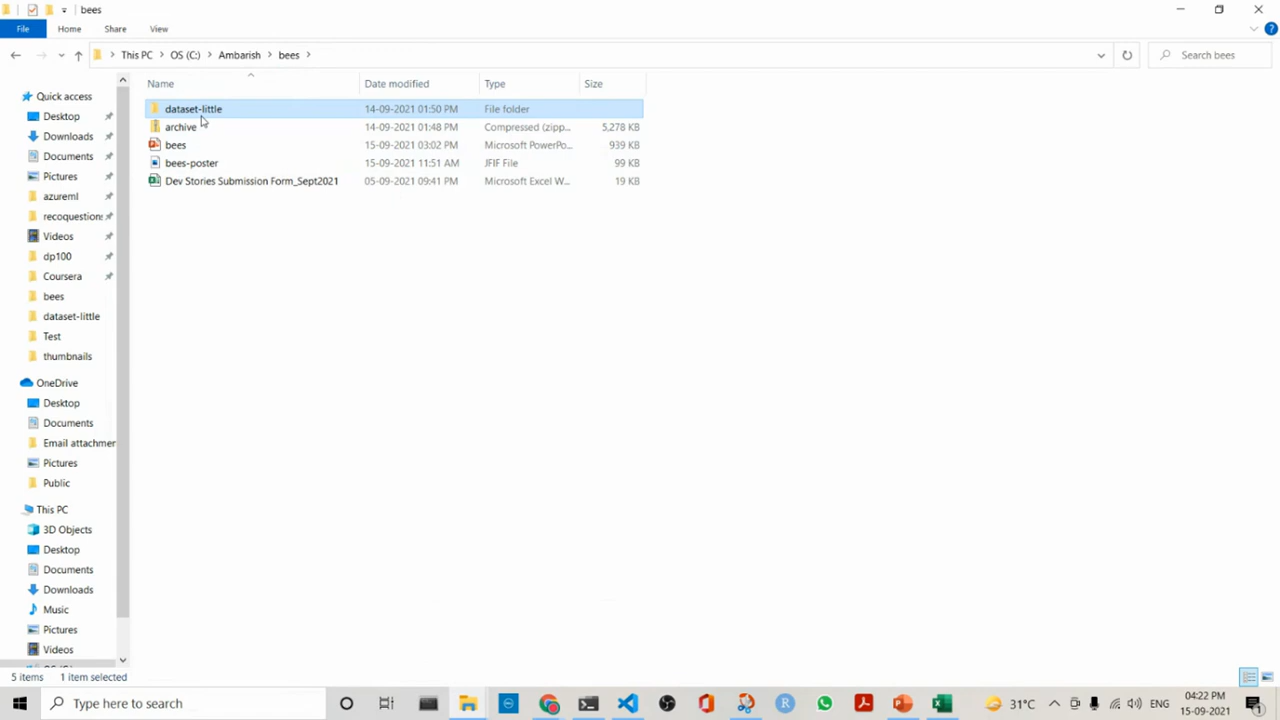 bees
File Home Share View
This PC > OS (C:) > Ambarish > bees >
Search bees
Name Date modified Type Size
dataset-little 14-09-2021 01:50 PM File folder
archive 14-09-2021 01:48 PM Compressed (zipp... 5,278 KB
bees 15-09-2021 03:02 PM Microsoft PowerPo... 939 KB
bees-poster 15-09-2021 11:51 AM JFIF File 99 KB
Dev Stories Submission Form_Sept2021 05-09-2021 09:41 PM Microsoft Excel W... 19 KB
Quick access
Desktop
Downloads
Documents
Pictures
azureml
recoquestions
Videos
dp100
Coursera
bees
dataset-little
Test
thumbnails
OneDrive
Desktop
Documents
Email attachmen
Pictures
Public
This PC
3D Objects
Desktop
Documents
Downloads
Music
Pictures
Videos
5 items 1 item selected
Type here to search
31°C
ENG
04:22 PM
15-09-2021